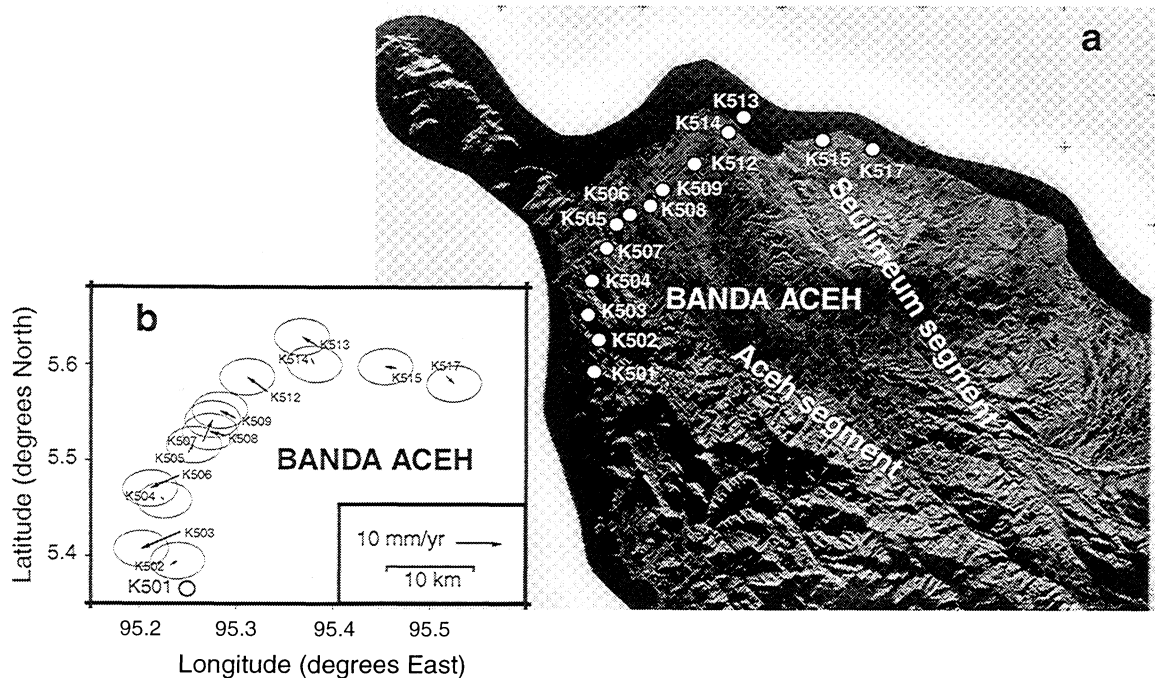 a
K513
K514
K515
K517
K512
K506
K509
K505
K508
K507
K504
K503
K502
K501
BANDA ACEH
Seulimeum segment
Aceh segment
b
Latitude (degrees North)
5.6
5.5
5.4
K513
K514
K515
K517
K512
K509
K507
K508
K505
K506
K504
K503
K502
K501
BANDA ACEH
10 mm/yr
10 km
95.2 95.3 95.4 95.5
Longitude (degrees East)